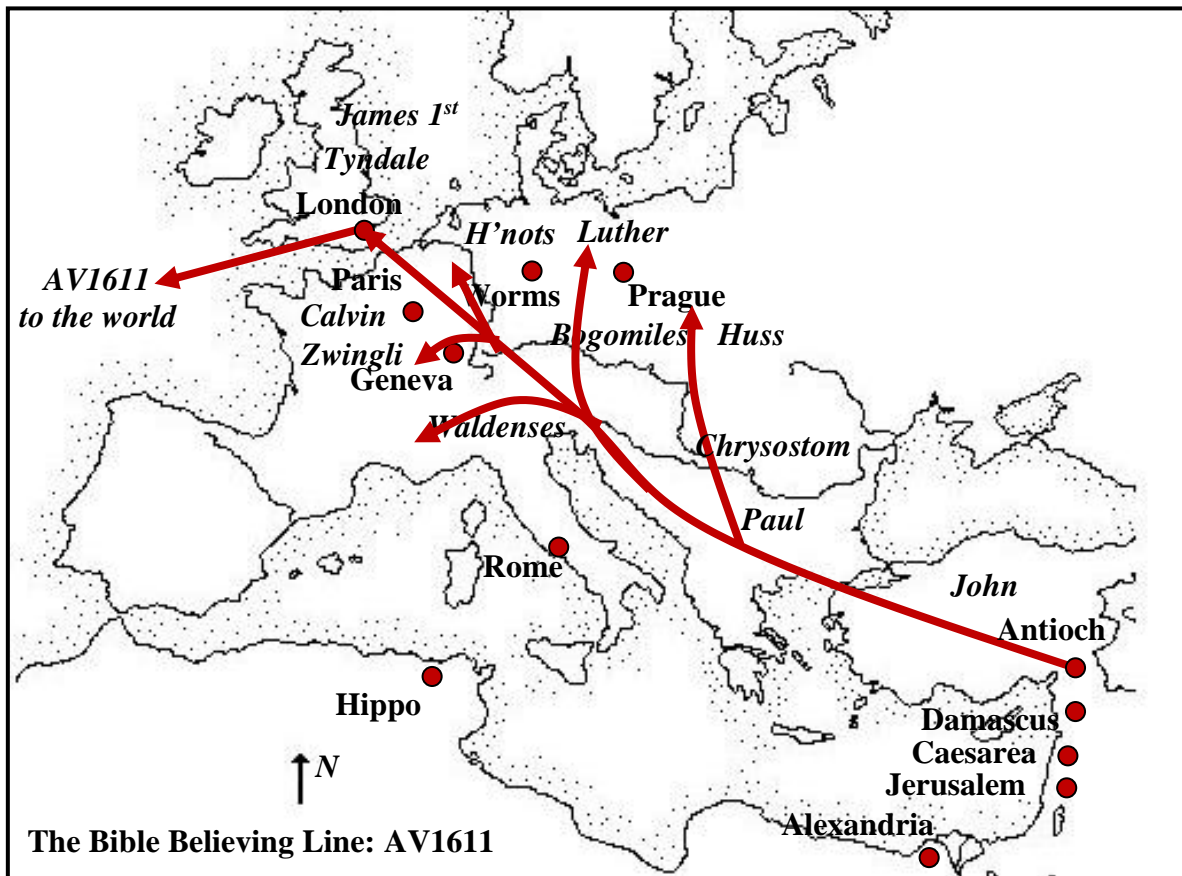 James 1st
Tyndale
London
H'nots Luther
AV1611
to the world
Paris
Worms
Prague
Calvin
Bogomiles
Huss
Zwingli
Geneva
Waldenses
Chrysostom
Paul
Rome
John
Antioch
Hippo
Damascus
Caesarea
N
Jerusalem
Alexandria
The Bible Believing Line: AV1611